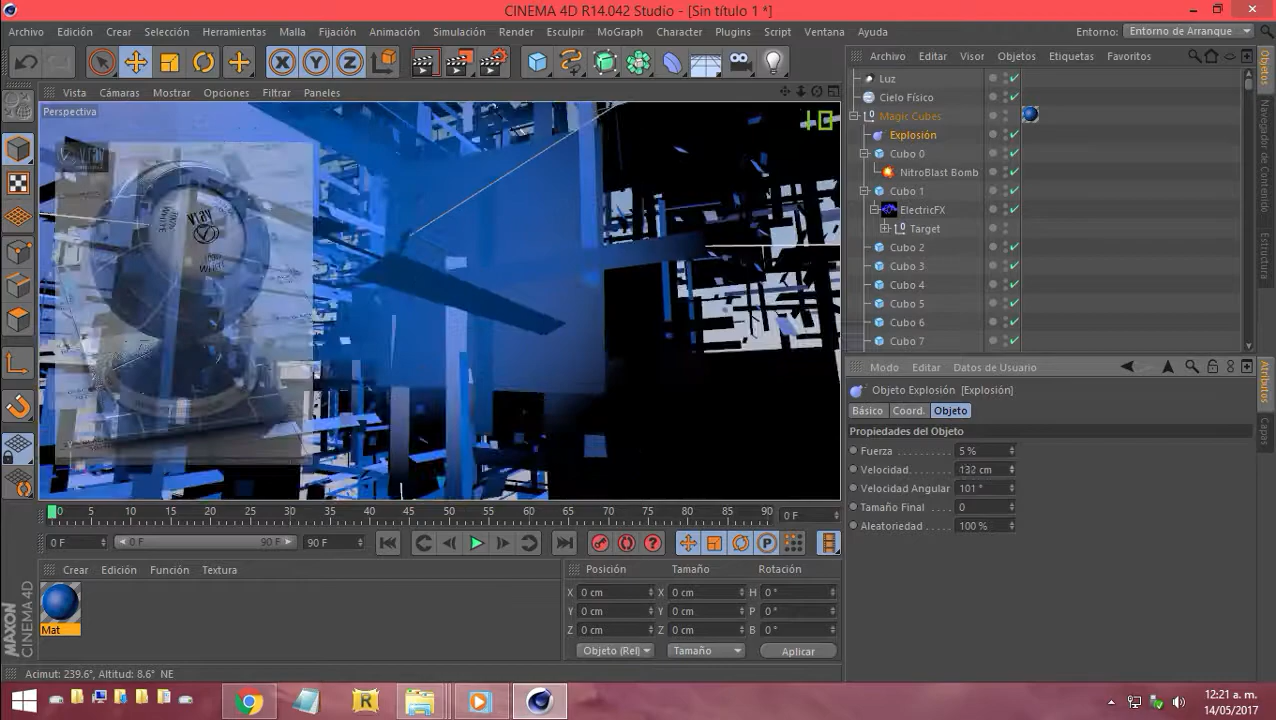 CINEMA 4D R14.042 Studio - [Sin título 1 *]
Archivo Edición Crear Selección Herramientas Malla Fijación Animación Simulación Render Esculpir MoGraph Character Plugins Script Ventana Ayuda Entorno: Entorno de Arranque
X Y Z
Archivo Editar Visor Objetos Etiquetas Favoritos
Vista Cámaras Mostrar Opciones Filtrar Paneles
Perspectiva
Luz
Cielo Físico
Magic Cubes
Explosión
Cubo 0
NitroBlast Bomb
Cubo 1
ElectricFX
Target
Cubo 2
Cubo 3
Cubo 4
Cubo 5
Cubo 6
Cubo 7
Objetos
Navegador de Contenido
Estructura
vray
Modo Editar Datos de Usuario
Objeto Explosión [Explosión]
Básico Coord. Objeto
Propiedades del Objeto
Fuerza . . . . . . . . . . 5 %
Velocidad. . . . . . . . 132 cm
Velocidad Angular 101 °
Tamaño Final . . . . 0
Aleatoriedad . . . . . 100 %
Atributos
Capas
0 5 10 15 20 25 30 35 40 45 50 55 60 65 70 75 80 85 90 0 F
0 F 0 F 90 F 90 F
P
Crear Edición Función Textura
Mat
Posición Tamaño Rotación
X 0 cm X 0 cm H 0 °
Y 0 cm Y 0 cm P 0 °
Z 0 cm Z 0 cm B 0 °
Objeto (Rel) Tamaño Aplicar
MAXON
CINEMA 4D
Acimut: 239.6°, Altitud: 8.6° NE
R
12:21 a. m.
14/05/2017